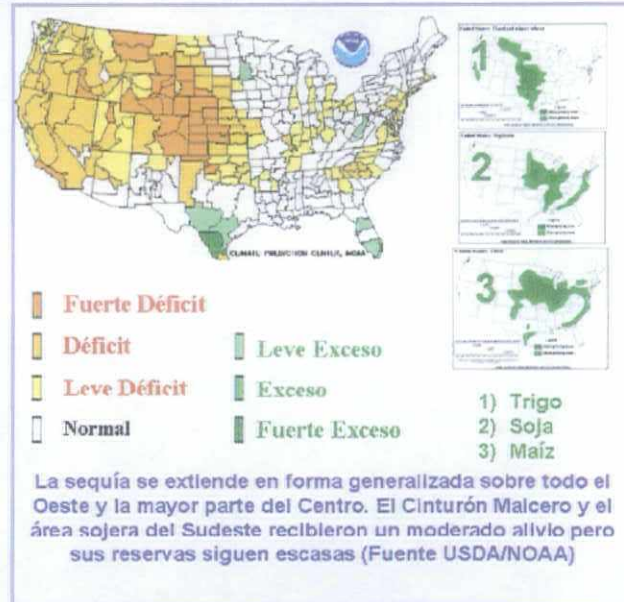 1
2
3
CLIMATE PREDICTION CENTER, NOAA
Fuerte Déficit
Déficit
Leve Déficit
Normal
Leve Exceso
Exceso
Fuerte Exceso
1) Trigo
2) Soja
3) Maíz
La sequía se extiende en forma generalizada sobre todo el
Oeste y la mayor parte del Centro. El Cinturón Maicero y el
área sojera del Sudeste recibieron un moderado alivio pero
sus reservas siguen escasas (Fuente USDA/NOAA)